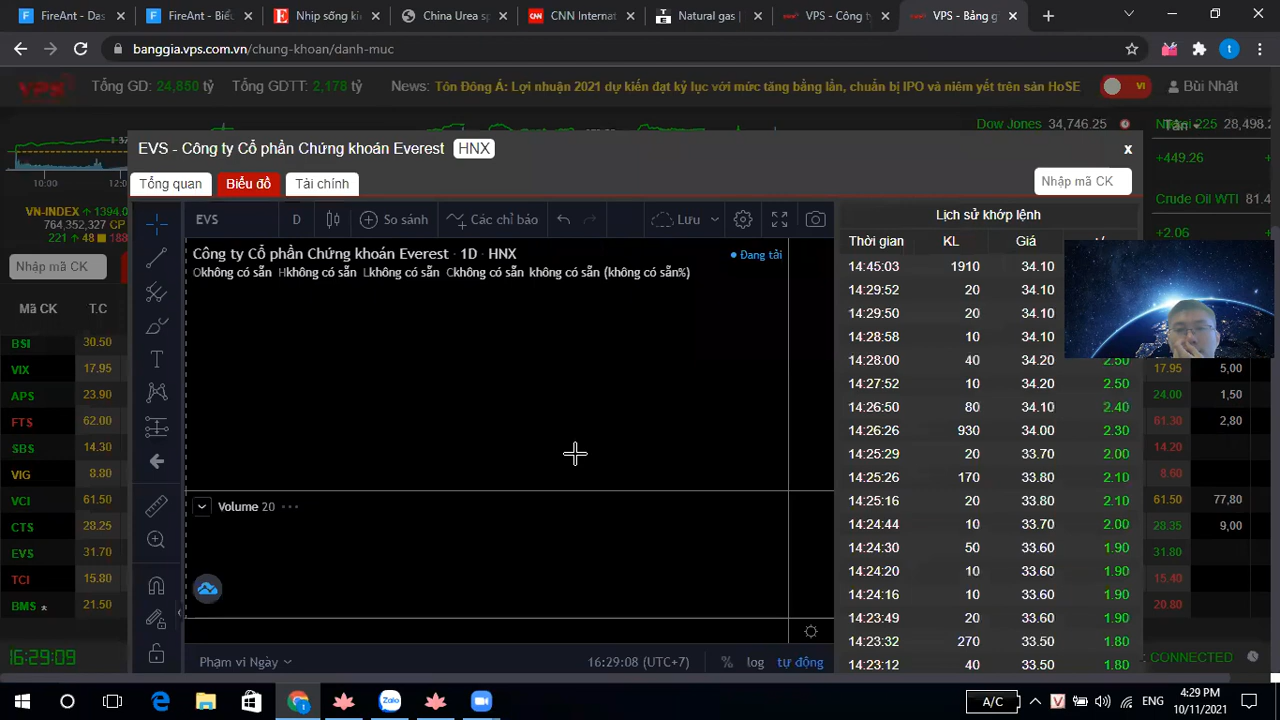 FireAnt - Das
FireAnt - Biểu
Nhịp sống ki
China Urea sp
CNN Internat
Natural gas |
VPS - Công ty
VPS - Bảng g
banggia.vps.com.vn/chung-khoan/danh-muc
Tổng GD: 24,850 tỷ Tổng GDTT: 2,178 tỷ News: Tôn Đông Á: Lợi nhuận 2021 dự kiến đạt kỷ lục với mức tăng bằng lần, chuẩn bị IPO và niêm yết trên sàn HoSE VI Bùi Nhật
Tân
Dow Jones 34,746.25
225 28,498.2
+449.26
Crude Oil WTI 81.4
+2.06
10:00 12:0
VN-INDEX 1394.0
764,352,327 CP
221 48 188
Nhập mã CK
EVS - Công ty Cổ phần Chứng khoán Everest HNX x
Tổng quan Biểu đồ Tài chính Nhập mã CK
EVS D So sánh Các chỉ báo Lưu
Công ty Cổ phần Chứng khoán Everest · 1D · HNX Đang tải
Okhông có sẵn Hkhông có sẵn Lkhông có sẵn Ckhông có sẵn không có sẵn (không có sẵn%)
Volume 20
Phạm vi Ngày 16:29:08 (UTC+7) % log tự động
Lịch sử khớp lệnh
Thời gian KL Giá +/-
14:45:03 1910 34.10
14:29:52 20 34.10
14:29:50 20 34.10
14:28:58 10 34.10
14:28:00 40 34.20 2.50
14:27:52 10 34.20 2.50
14:26:50 80 34.10 2.40
14:26:26 930 34.00 2.30
14:25:29 20 33.70 2.00
14:25:26 170 33.80 2.10
14:25:16 20 33.80 2.10
14:24:44 10 33.70 2.00
14:24:30 50 33.60 1.90
14:24:20 10 33.60 1.90
14:24:16 10 33.60 1.90
14:23:49 20 33.60 1.90
14:23:32 270 33.50 1.80
14:23:12 40 33.50 1.80
Mã CK T.C
BSI 30.50
VIX 17.95
APS 23.90
FTS 62.00
SBS 14.30
VIG 8.80
VCI 61.50
CTS 28.25
EVS 31.70
TCI 15.80
BMS * 21.50
17.95 5,00
24.00 1,50
61.30 2,80
14.20
8.60
61.50 77,80
28.35 9,00
31.80
15.40
20.80
16:29:09
: CONNECTED
A/C ENG 4:29 PM
10/11/2021